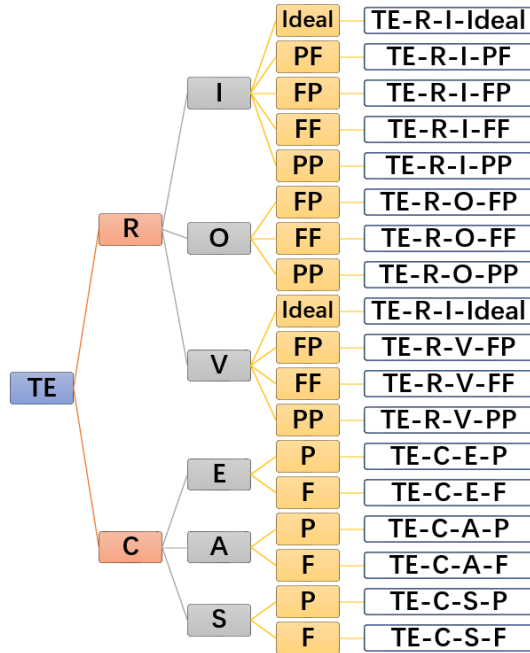 Ideal TE-R-I-Ideal
PF TE-R-I-PF
I FP TE-R-I-FP
FF TE-R-I-FF
PP TE-R-I-PP
FP TE-R-O-FP
R O FF TE-R-O-FF
PP TE-R-O-PP
Ideal TE-R-I-Ideal
FP TE-R-V-FP
V
TE FF TE-R-V-FF
PP TE-R-V-PP
P TE-C-E-P
E
F TE-C-E-F
P TE-C-A-P
C A
F TE-C-A-F
P TE-C-S-P
S
F TE-C-S-F